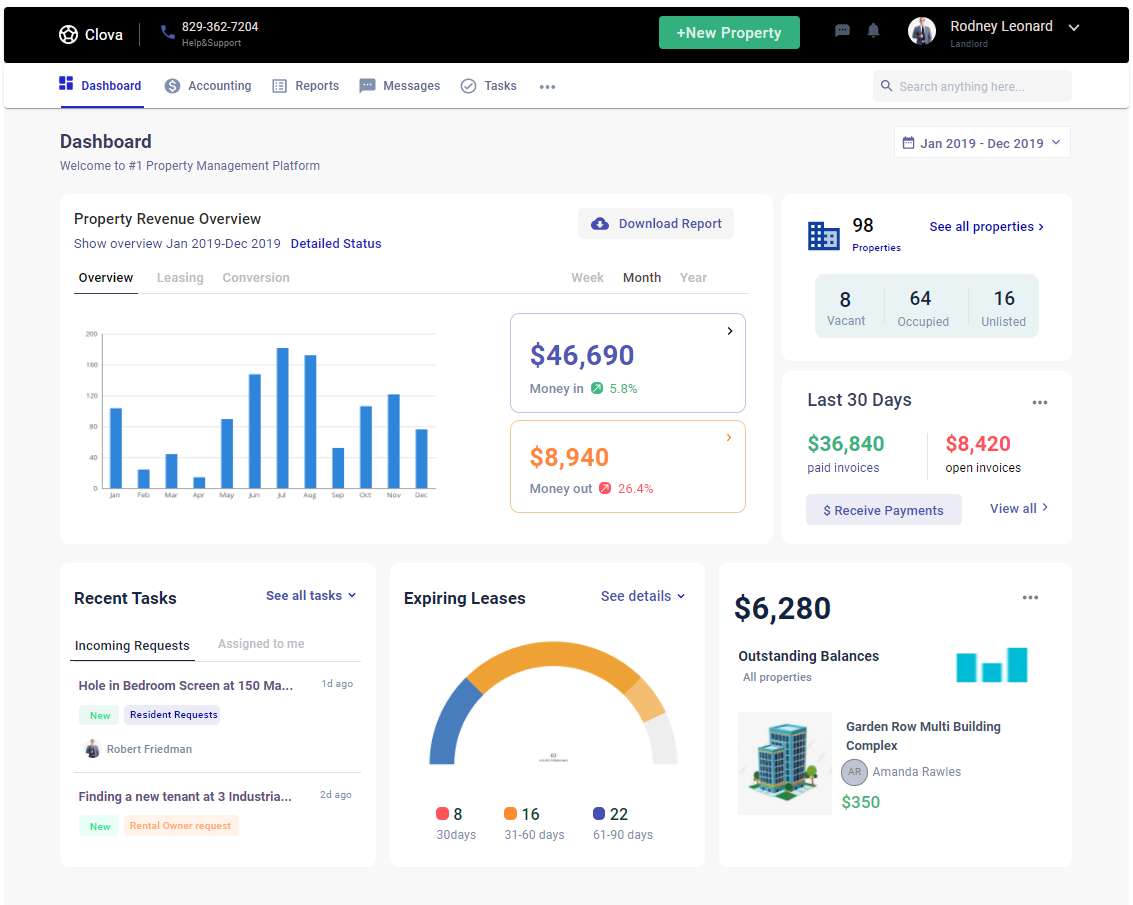 Clova
829-362-7204
Help&Support
+New Property
Rodney Leonard
Landlord
Dashboard
Accounting
Reports
Messages
Tasks
Search anything here...
Dashboard
Welcome to #1 Property Management Platform
Jan 2019 - Dec 2019
Property Revenue Overview
Show overview Jan 2019-Dec 2019 Detailed Status
Download Report
Overview Leasing Conversion
Week Month Year
200
160
120
80
40
0
Jan Feb Mar Apr May Jun Jul Aug Sep Oct Nov Dec
$46,690
Money in 5.8%
$8,940
Money out 26.4%
98
Properties
See all properties
8 64 16
Vacant Occupied Unlisted
Last 30 Days
$36,840 $8,420
paid invoices open invoices
$ Receive Payments
View all
Recent Tasks
See all tasks
Incoming Requests Assigned to me
Hole in Bedroom Screen at 150 Ma... 1d ago
New Resident Requests
Robert Friedman
Finding a new tenant at 3 Industria... 2d ago
New Rental Owner request
Expiring Leases
See details
8 16 22
30days 31-60 days 61-90 days
$6,280
Outstanding Balances
All properties
Garden Row Multi Building
Complex
AR Amanda Rawles
$350